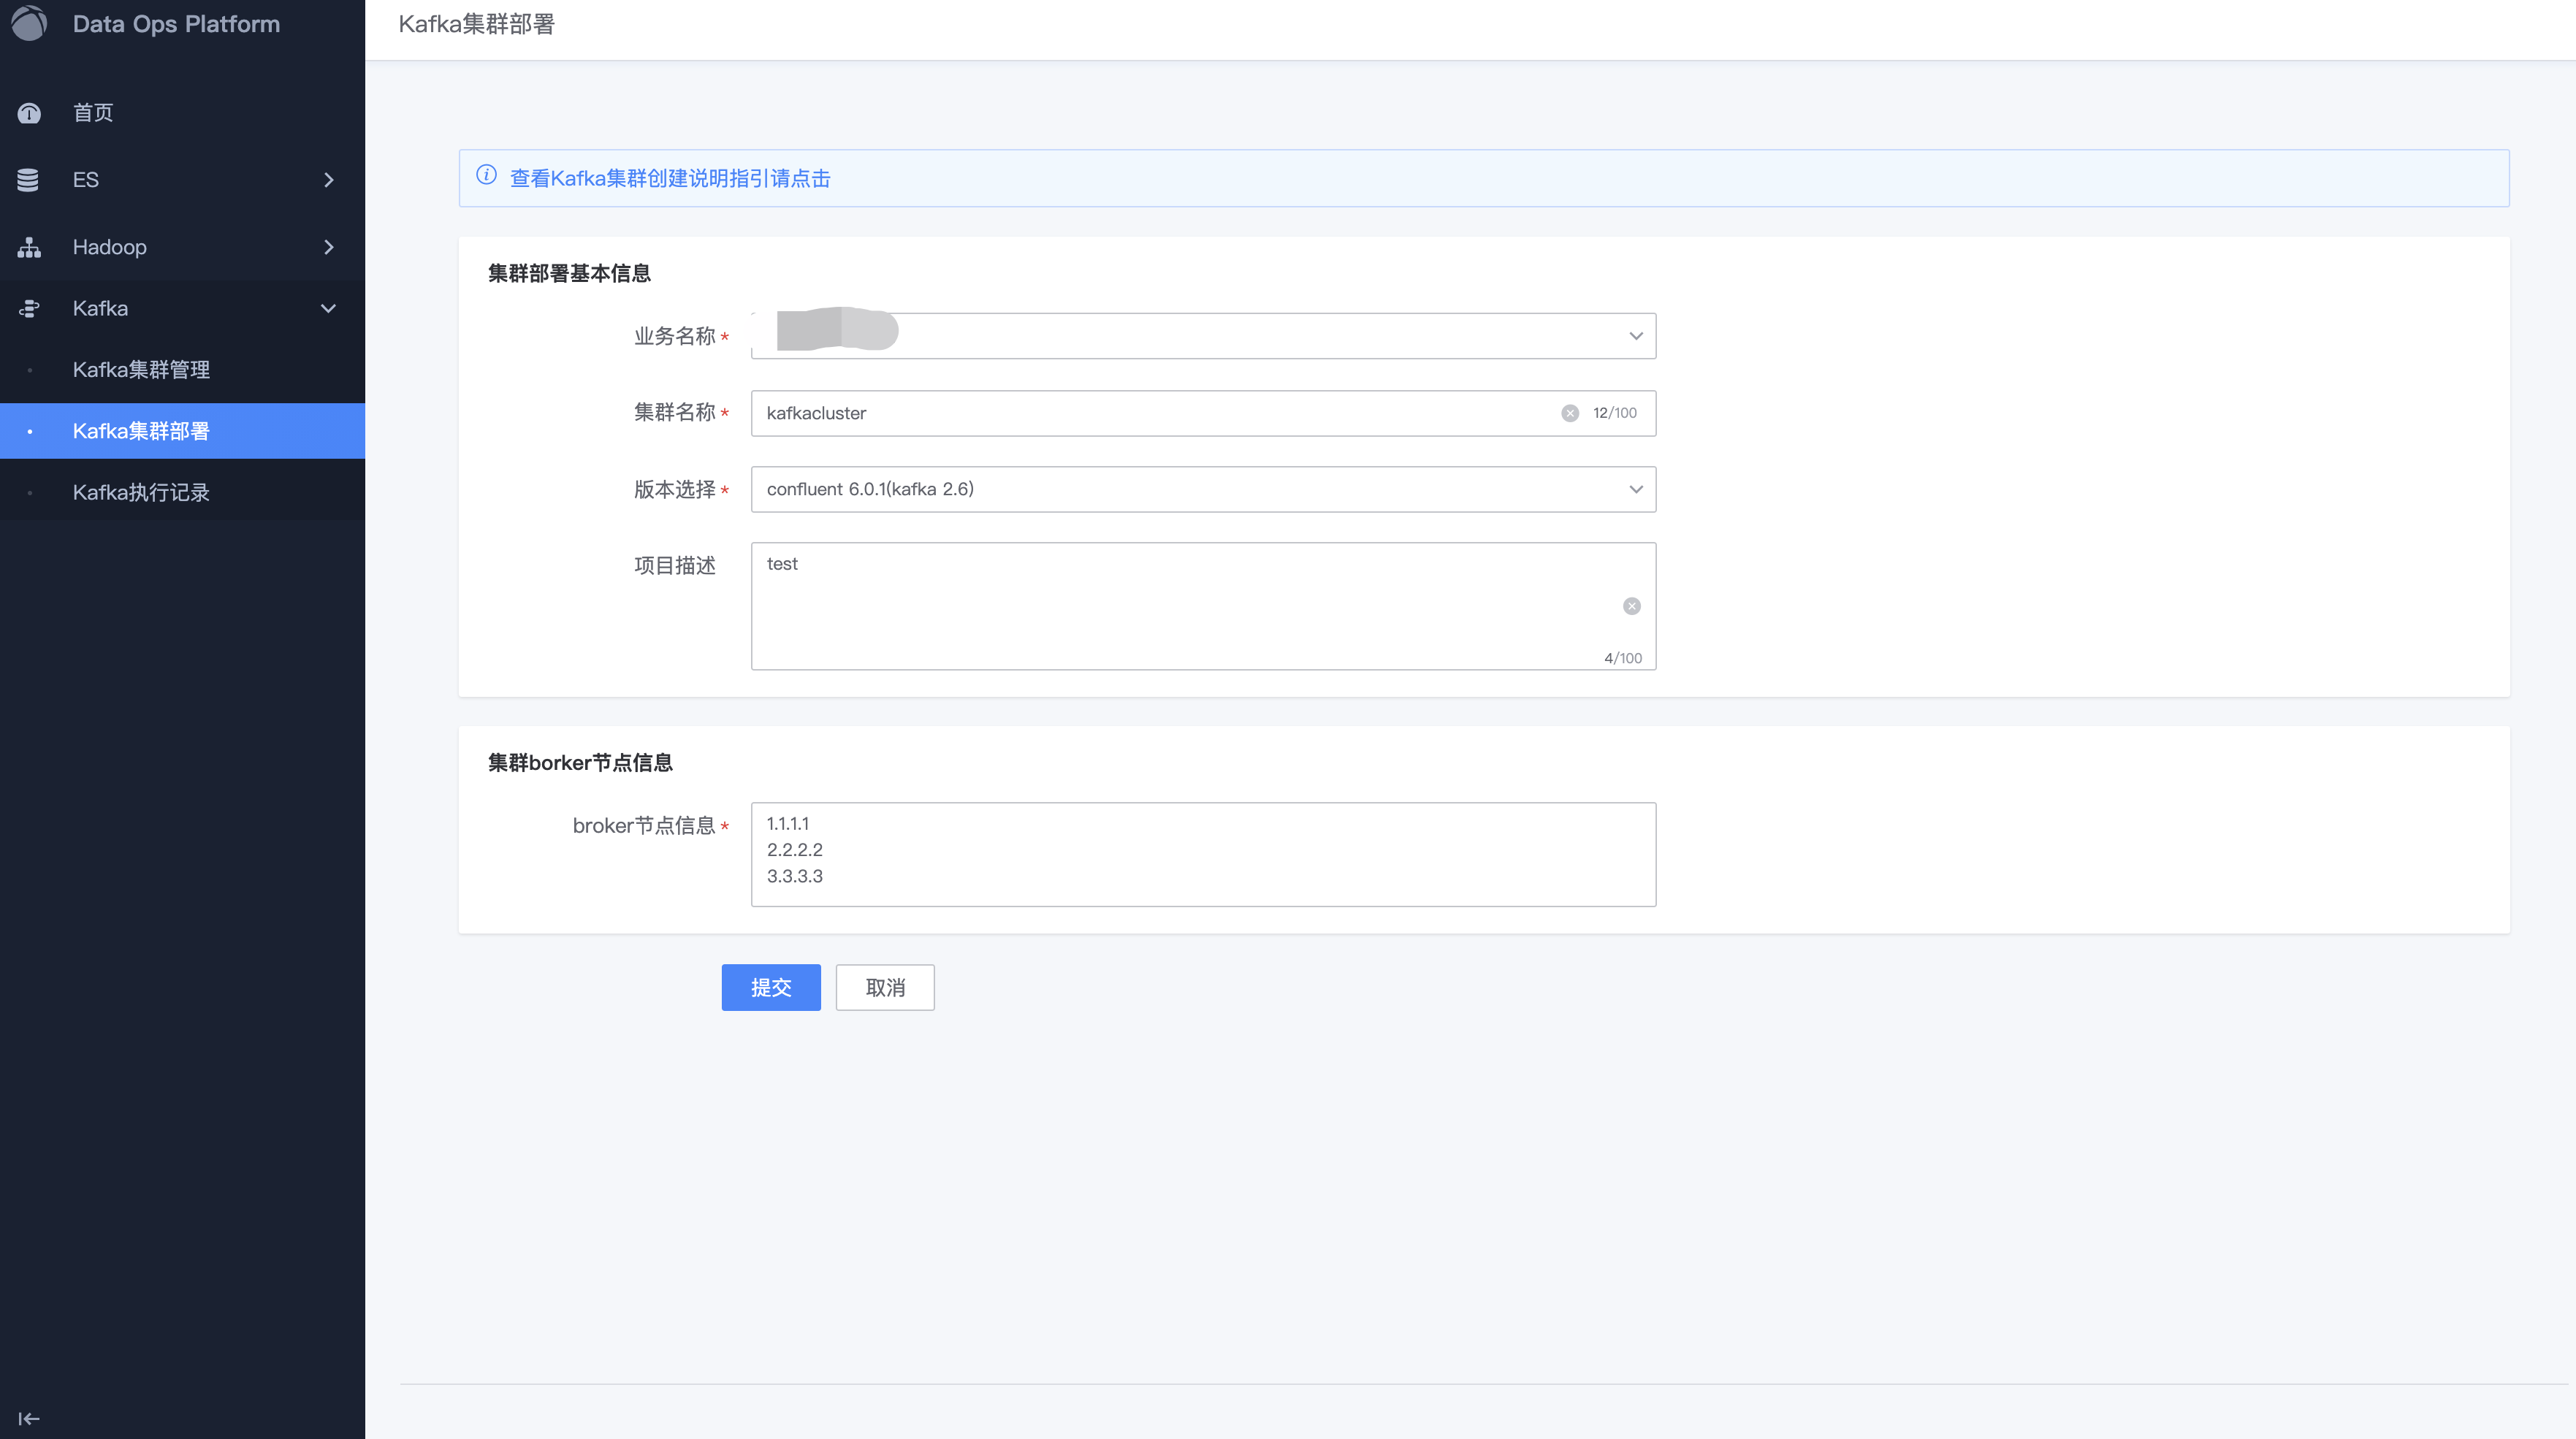 Data Ops Platform
首页
ES
Hadoop
Kafka
Kafka集群管理
Kafka集群部署
Kafka执行记录
Kafka集群部署
查看Kafka集群创建说明指引请点击
集群部署基本信息
业务名称*
集群名称* kafkacluster 12/100
版本选择* confluent 6.0.1(kafka 2.6)
项目描述 test
4/100
集群borker节点信息
broker节点信息* 1.1.1.1
2.2.2.2
3.3.3.3
提交 取消